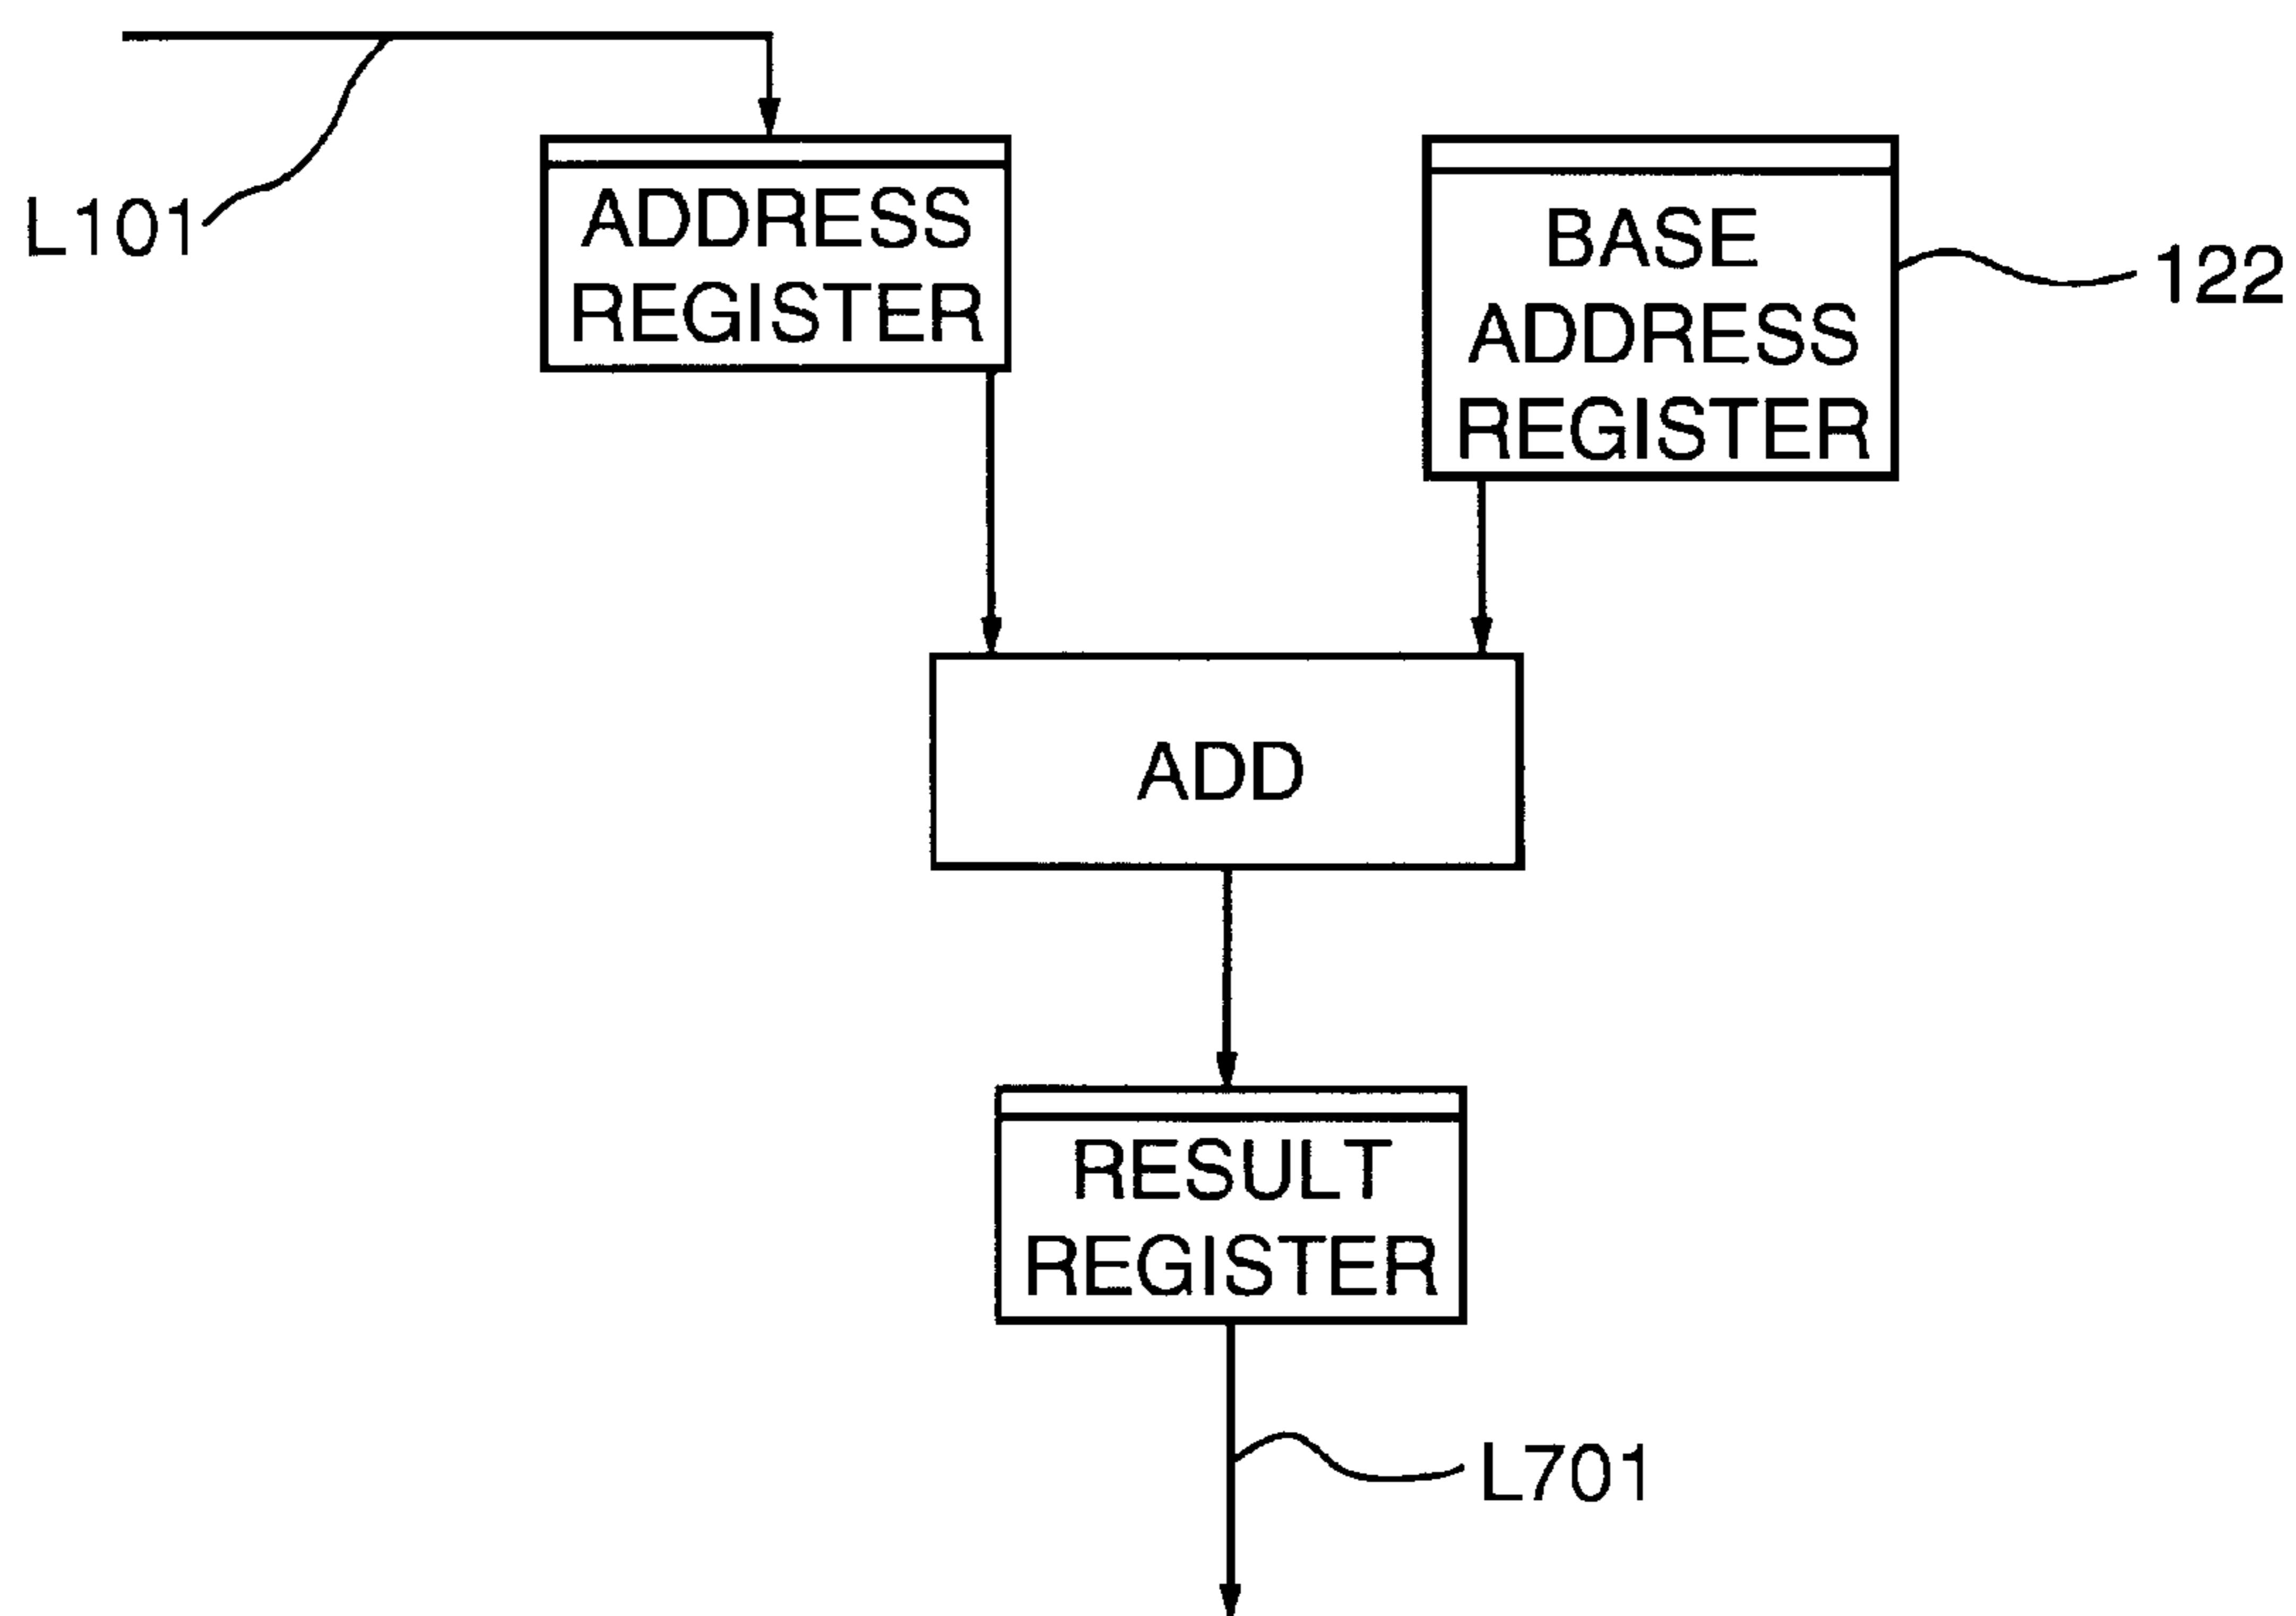 L101
ADDRESS
REGISTER
BASE
ADDRESS
REGISTER
122
ADD
RESULT
REGISTER
L701